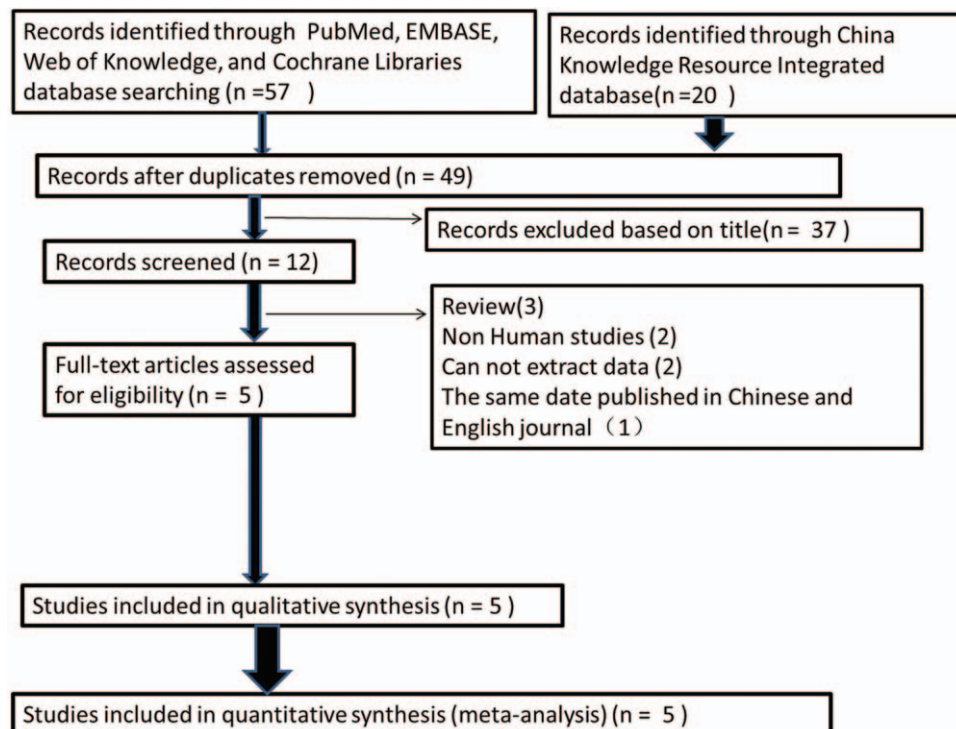 Records identified through PubMed, EMBASE,
Web of Knowledge, and Cochrane Libraries
database searching (n =57 )
Records identified through China
Knowledge Resource Integrated
database(n =20 )
Records after duplicates removed (n = 49)
Records excluded based on title(n = 37 )
Records screened (n = 12)
Review(3)
Non Human studies (2)
Can not extract data (2)
The same date published in Chinese and
English journal（1）
Full-text articles assessed
for eligibility (n = 5 )
Studies included in qualitative synthesis (n = 5 )
Studies included in quantitative synthesis (meta-analysis) (n = 5 )